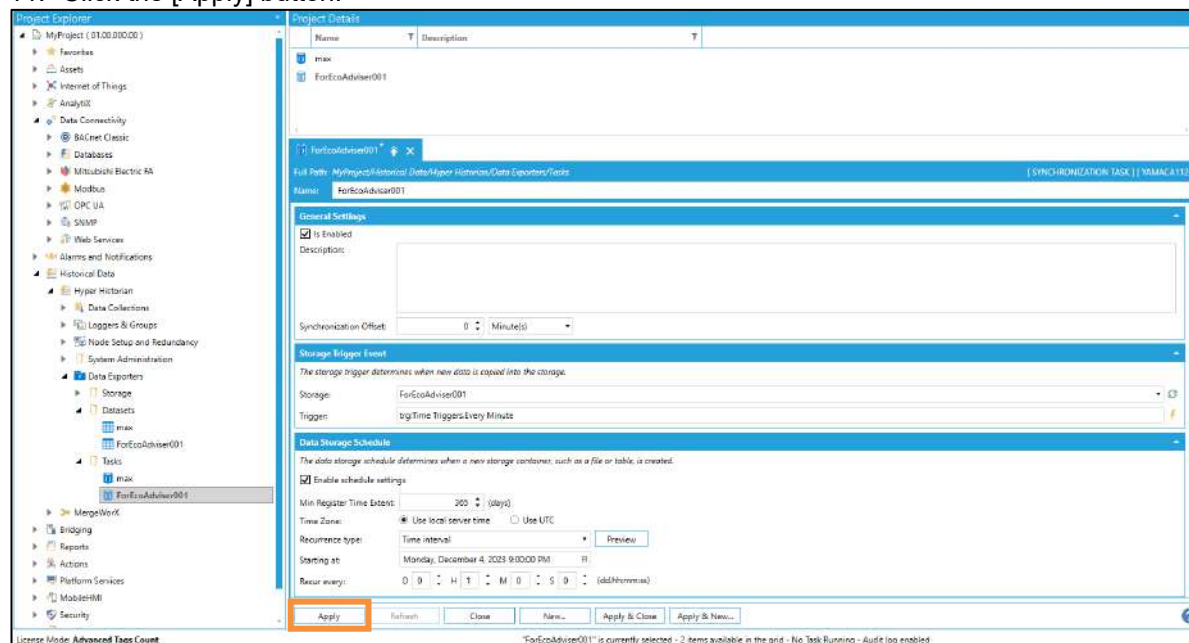 Click the [Apply] button.
Project Explorer
MyProject ( 01.00.000.00 )
Favorites
Assets
Internet of Things
AnalytiX
Data Connectivity
BACnet Classic
Databases
Mitsubishi Electric FA
Modbus
OPC UA
SNMP
Web Services
Alarms and Notifications
Historical Data
Hyper Historian
Data Collections
Loggers & Groups
Node Setup and Redundancy
System Administration
Data Exporters
Storage
Datasets
max
ForEcoAdviser001
Tasks
max
ForEcoAdviser001
MergeWorX
Bridging
Reports
Actions
Platform Services
MobileHMI
Security
Project Details
Name Description
max
ForEcoAdviser001
ForEcoAdviser001*
Full Path: MyProject/Historical Data/Hyper Historian/Data Exporters/Tasks [ SYNCHRONIZATION TASK ] [ YAMACA112
Name: ForEcoAdviser001
General Settings
Is Enabled
Description:
Synchronization Offset: 0 Minute(s)
Storage Trigger Event
The storage trigger determines when new data is copied into the storage.
Storage: ForEcoAdviser001
Trigger: trg:Time Triggers.Every Minute
Data Storage Schedule
The data storage schedule determines when a new storage container, such as a file or table, is created.
Enable schedule settings
Min Register Time Extent: 365 (days)
Time Zone: Use local server time Use UTC
Recurrence type: Time interval Preview
Starting at: Monday, December 4, 2023 9:00:00 PM
Recur every: D 0 H 1 M 0 S 0 (dd.hh:mm:ss)
Apply Refresh Close New... Apply & Close Apply & New...
License Mode: Advanced Tags Count "ForEcoAdviser001" is currently selected - 2 items available in the grid - No Task Running - Audit log enabled